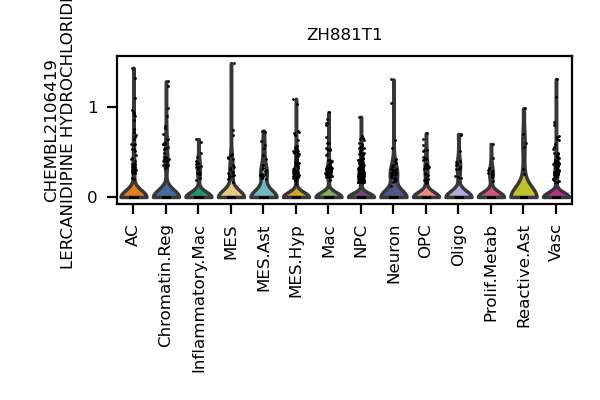 ZH881T1
CHEMBL2106419
LERCANIDIPINE HYDROCHLORIDE
1
0
AC
Chromatin.Reg
Inflammatory.Mac
MES
MES.Ast
MES.Hyp
Mac
NPC
Neuron
OPC
Oligo
Prolif.Metab
Reactive.Ast
Vasc